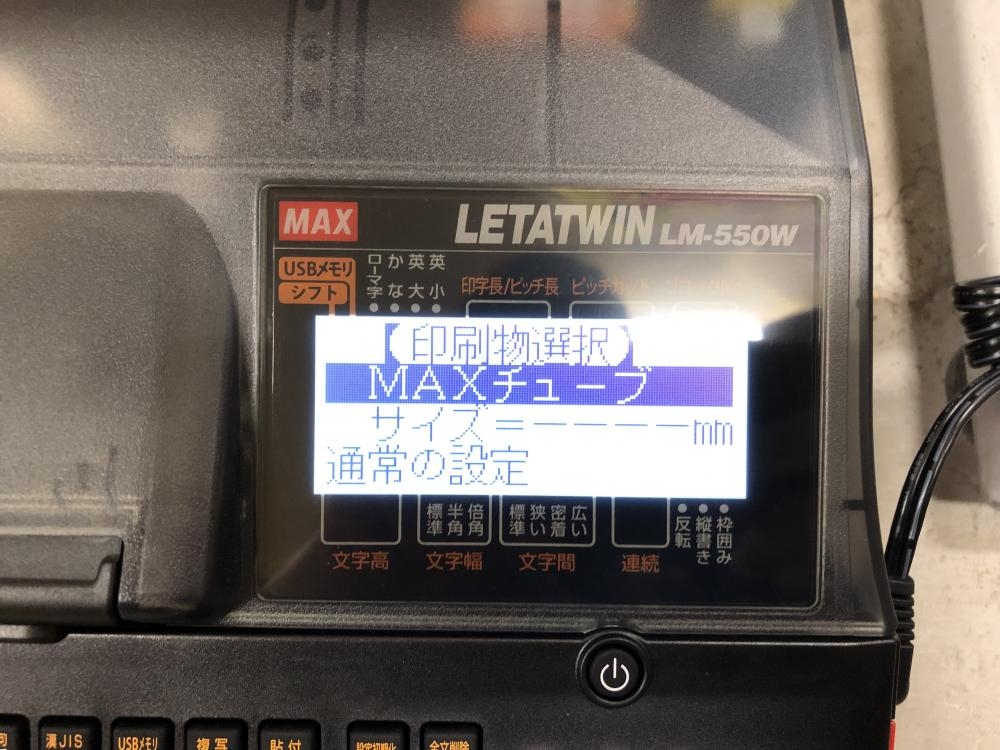 MAX
LETATWIN LM-550W
USBメモリ
シフト
ローマ字
かな
英大
英小
印字長/ピッチ長
ピッチカット
【印刷物選択】
MAXチューブ
サイズ=----mm
通常の設定
標準 半角 倍角
標準 狭い 密着 広い
反転 縦書き 枠囲み
文字高 文字幅 文字間 連続
漢JIS USBメモリ 複写 貼付 設定初期化 全文削除